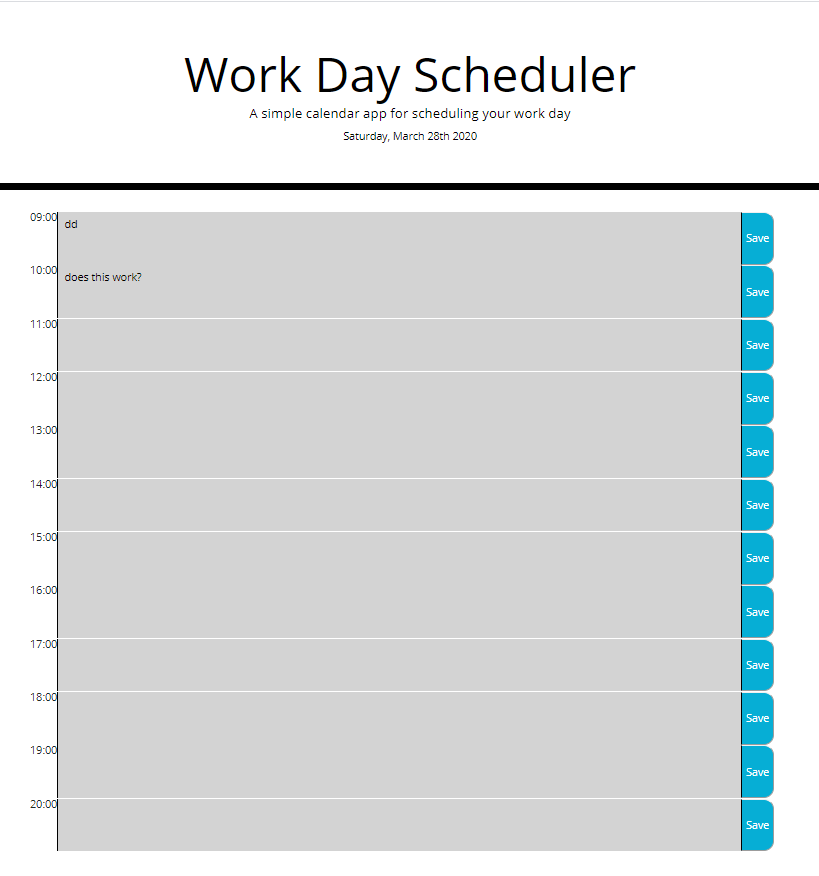 Work Day Scheduler
A simple calendar app for scheduling your work day
Saturday, March 28th 2020
09:00 dd Save
10:00 does this work? Save
11:00 Save
12:00 Save
13:00 Save
14:00 Save
15:00 Save
16:00 Save
17:00 Save
18:00 Save
19:00 Save
20:00 Save